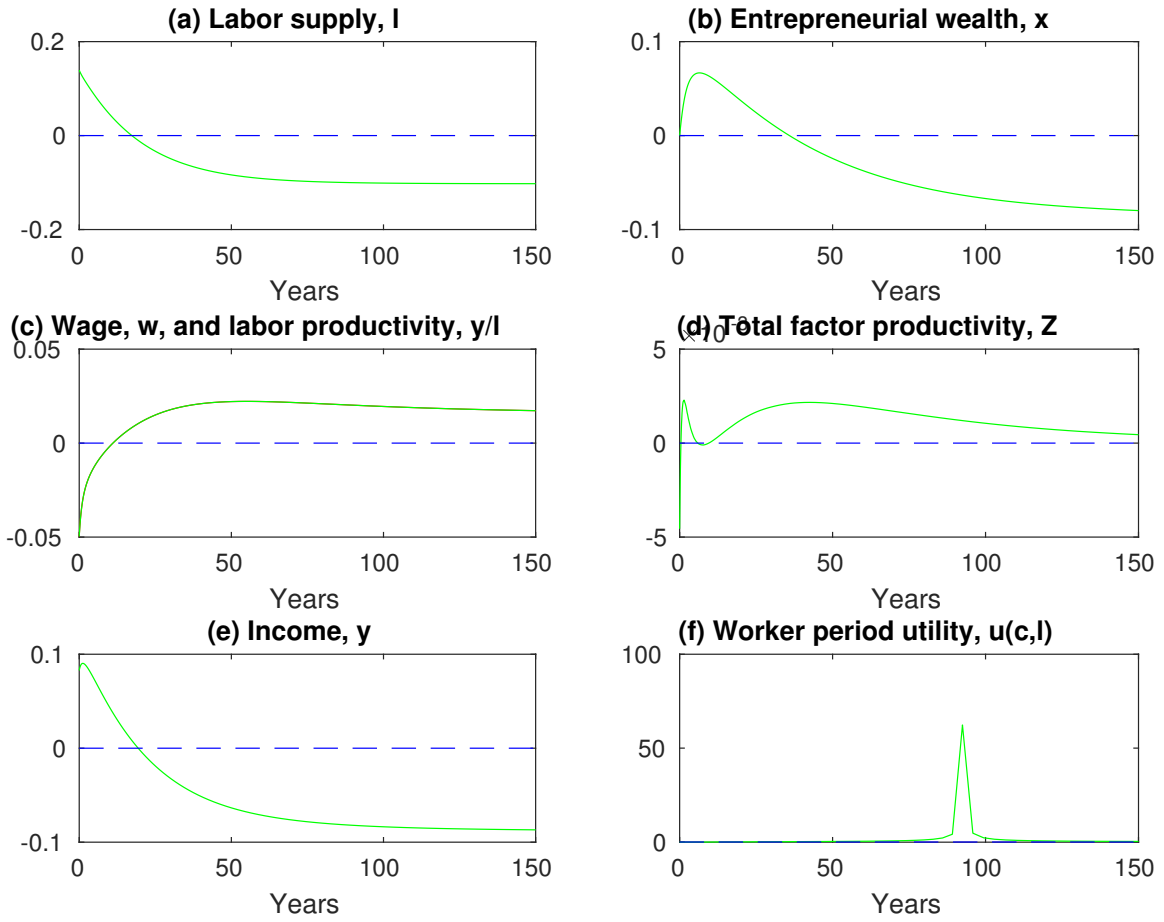 (a) Labor supply, l
0.2
0
-0.2
0 50 100 150
Years
(b) Entrepreneurial wealth, x
0.1
0
-0.1
0 50 100 150
Years
(c) Wage, w, and labor productivity, y/l
0.05
0
-0.05
0 50 100 150
Years
(d) Total factor productivity, Z
5
0
-5
0 50 100 150
Years
(e) Income, y
0.1
0
-0.1
0 50 100 150
Years
(f) Worker period utility, u(c,l)
100
50
0
0 50 100 150
Years